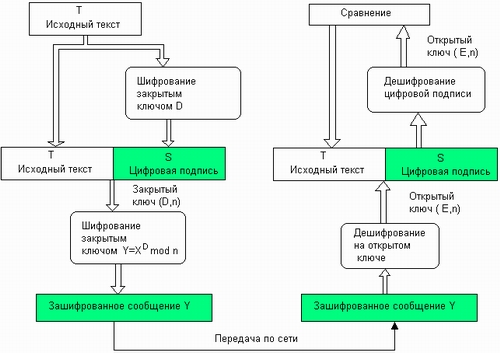 Т
Исходный текст
Шифрование
закрытым
ключом D
Т
Исходный текст
S
Цифровая подпись
Закрытый
ключ (D,n)
Шифрование
закрытым
ключом Y=X^D mod n
Зашифрованное сообщение Y
Передача по сети
Сравнение
Открытый
ключ ( E,n)
Дешифрование
цифровой подписи
Т
Исходный текст
S
Цифровая подпись
Открытый
ключ ( E,n)
Дешифрование
на открытом
ключе
Зашифрованное сообщение Y